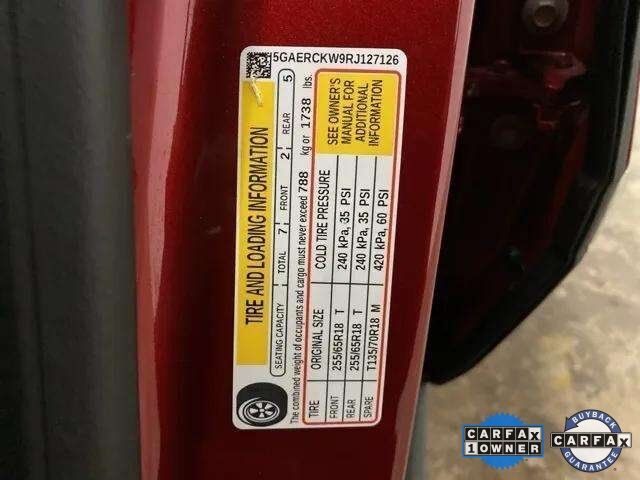 5GAERCKW9RJ127126
TIRE AND LOADING INFORMATION
SEATING CAPACITY TOTAL 7 FRONT 2 REAR 5
The combined weight of occupants and cargo must never exceed 788 kg or 1738 lbs.
TIRE ORIGINAL SIZE COLD TIRE PRESSURE
FRONT 255/65R18 T 240 kPa, 35 PSI
REAR 255/65R18 T 240 kPa, 35 PSI
SPARE T135/70R18 M 420 kPa, 60 PSI
SEE OWNER'S
MANUAL FOR
ADDITIONAL
INFORMATION
CARFAX
1 OWNER
BUYBACK
CARFAX
GUARANTEE